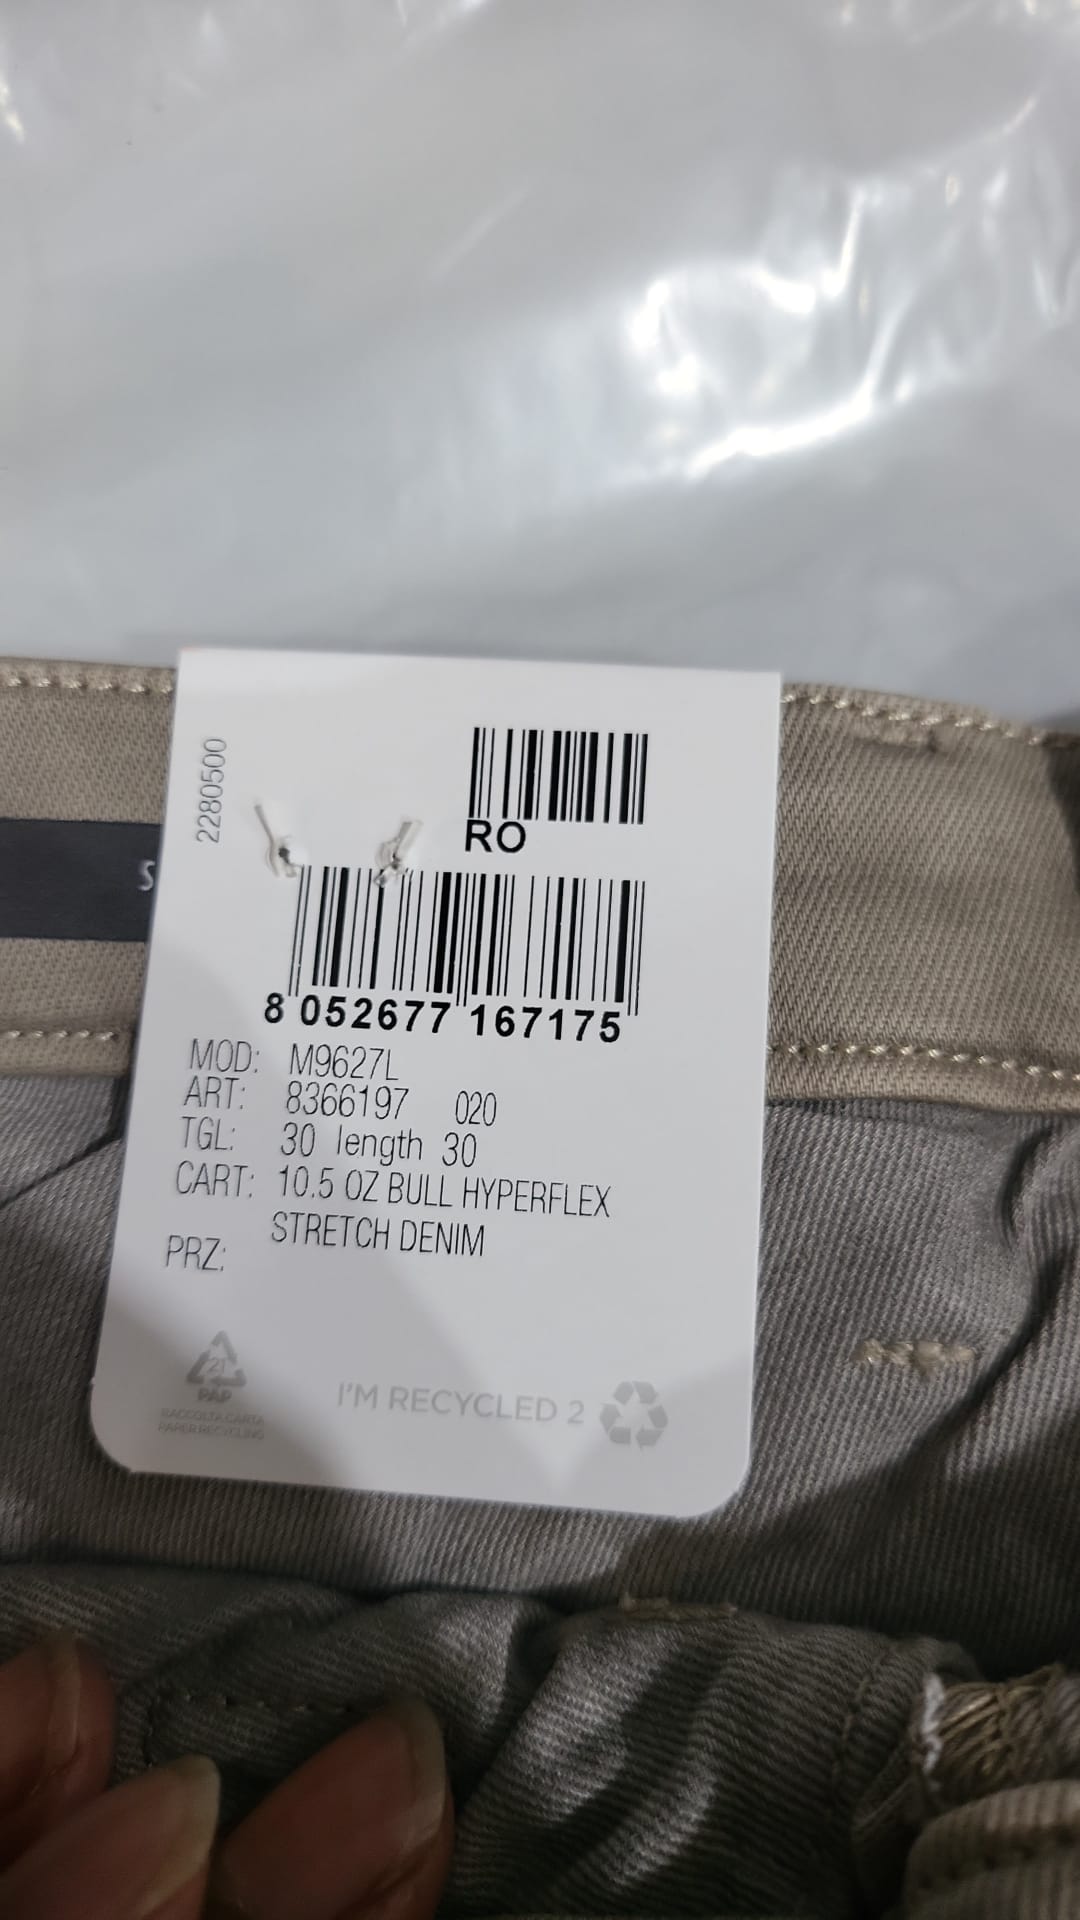 2280500
RO
8 052677 167175
S
MOD: M9627L
ART: 8366197 020
TGL: 30 length 30
CART: 10.5 OZ BULL HYPERFLEX
STRETCH DENIM
PRZ:
21
PAP
RACCOLTA CARTA
PAPER RECYCLING
I'M RECYCLED 2